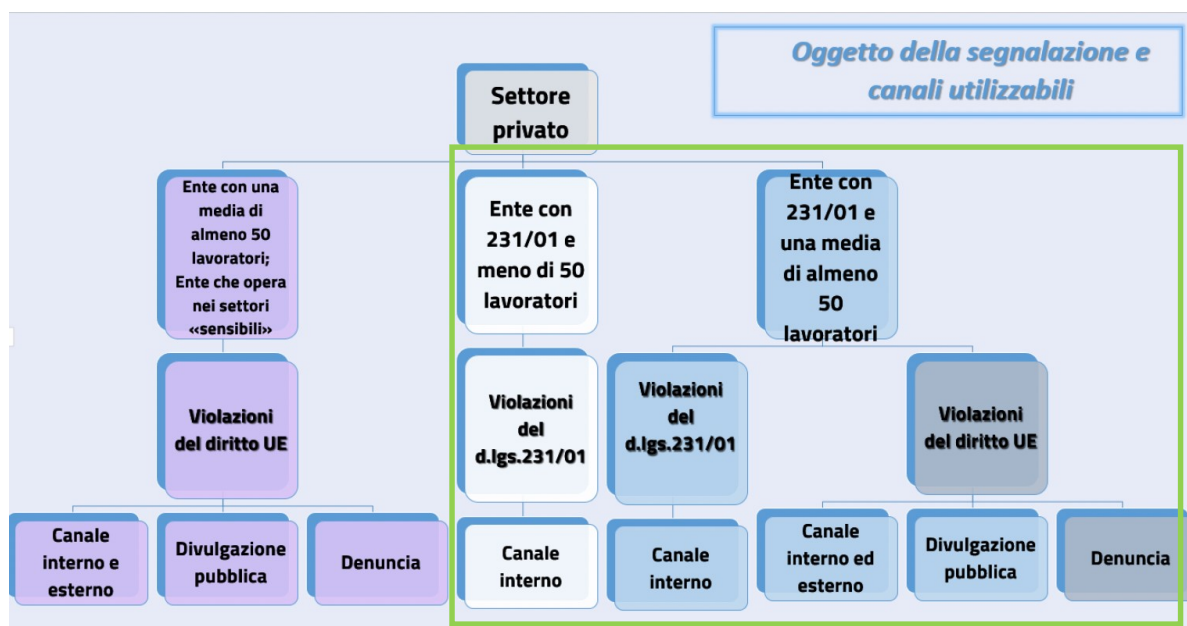 Oggetto della segnalazione e
canali utilizzabili
Settore
privato
Ente con una
media di
almeno 50
lavoratori;
Ente che opera
nei settori
«sensibili»
Ente con
231/01 e
meno di 50
lavoratori
Ente con
231/01 e
una media
di almeno
50
lavoratori
Violazioni
del diritto UE
Violazioni
del
d.lgs.231/01
Violazioni
del
d.lgs.231/01
Violazioni
del diritto UE
Canale
interno e
esterno
Divulgazione
pubblica
Denuncia
Canale
interno
Canale
interno
Canale
interno ed
esterno
Divulgazione
pubblica
Denuncia